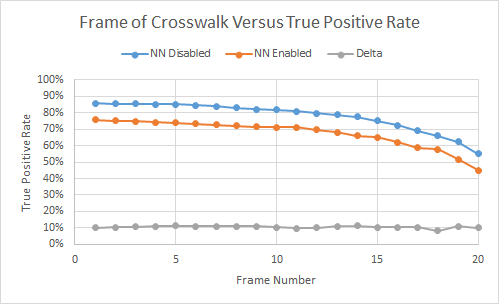 Frame of Crosswalk Versus True Positive Rate
NN Disabled NN Enabled Delta
100%
90%
80%
70%
60%
50%
40%
30%
20%
10%
0%
True Positive Rate
0 5 10 15 20
Frame Number